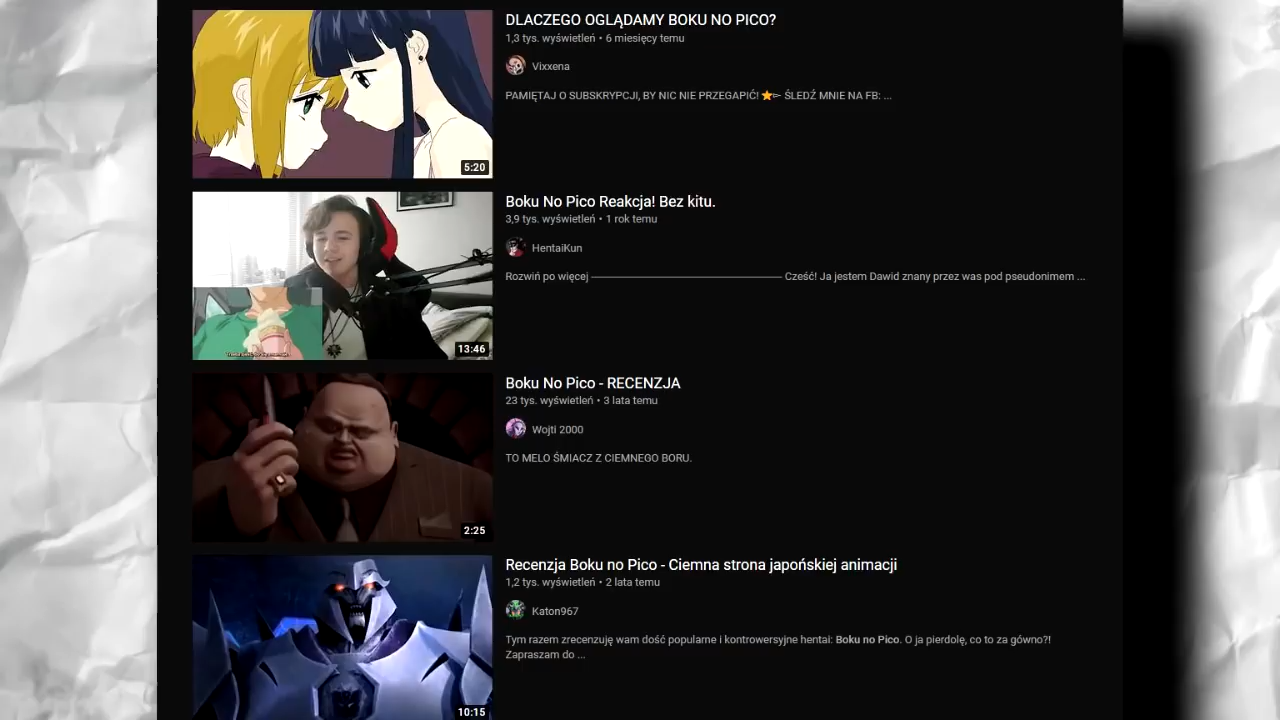 DLACZEGO OGLĄDAMY BOKU NO PICO?
1,3 tys. wyświetleń • 6 miesięcy temu
Vixxena
PAMIĘTAJ O SUBSKRYPCJI, BY NIC NIE PRZEGAPIĆ! ⭐➢ ŚLEDŹ MNIE NA FB: ...
5:20
Boku No Pico Reakcja! Bez kitu.
3,9 tys. wyświetleń • 1 rok temu
HentaiKun
Rozwiń po więcej ────────────────── Cześć! Ja jestem Dawid znany przez was pod pseudonimem ...
13:46
Boku No Pico - RECENZJA
23 tys. wyświetleń • 3 lata temu
Wojti 2000
TO MELO ŚMIACZ Z CIEMNEGO BORU.
2:25
Recenzja Boku no Pico - Ciemna strona japońskiej animacji
1,2 tys. wyświetleń • 2 lata temu
Katon967
Tym razem zrecenzuję wam dość popularne i kontrowersyjne hentai: Boku no Pico. O ja pierdolę, co to za gówno?!
Zapraszam do ...
10:15